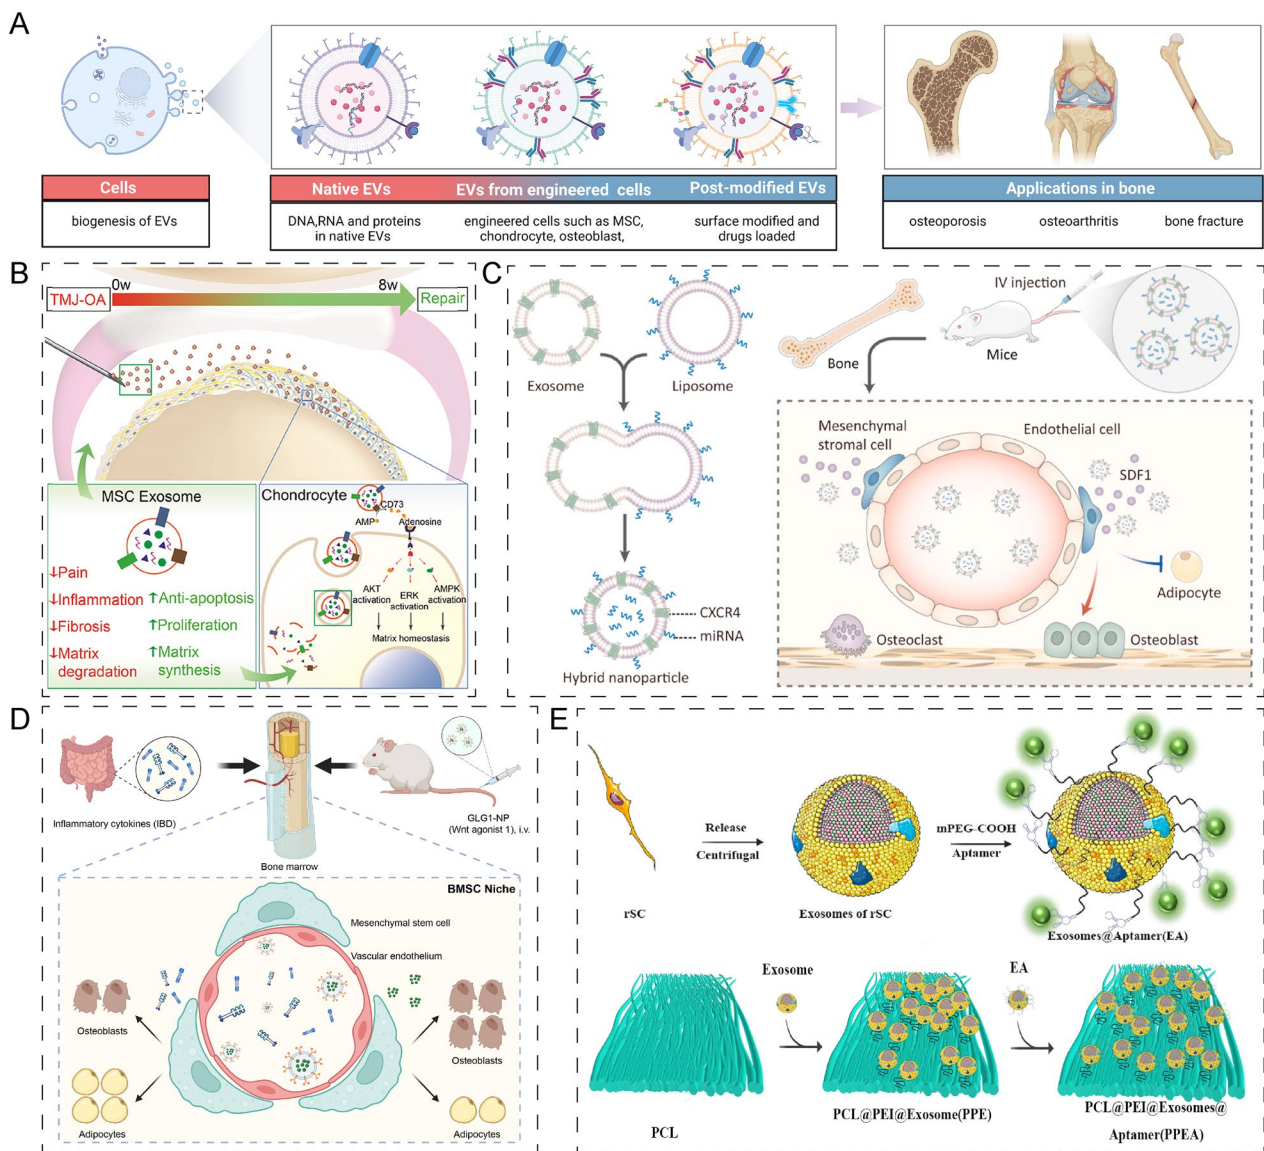 A
Cells
biogenesis of EVs
Native EVs
EVs from engineered cells
Post-modified EVs
DNA,RNA and proteins
in native EVs
engineered cells such as MSC,
chondrocyte, osteoblast,
surface modified and
drugs loaded
Applications in bone
osteoporosis
osteoarthritis
bone fracture
B
0w
8w
TMJ-OA
Repair
MSC Exosome
↓Pain
↓Inflammation
↓Fibrosis
↓Matrix
degradation
↑Anti-apoptosis
↑Proliferation
↑Matrix
synthesis
Chondrocyte
CD73
AMP
Adenosine
AKT
activation
ERK
activation
AMPK
activation
Matrix homeostasis
C
Exosome
Liposome
CXCR4
miRNA
Hybrid nanoparticle
IV injection
Bone
Mice
Mesenchymal
stromal cell
Endothelial cell
SDF1
Adipocyte
Osteoclast
Osteoblast
D
Inflammatory cytokines (IBD)
Bone marrow
GLG1-NP
(Wnt agonist 1), i.v.
BMSC Niche
Mesenchymal stem cell
Vascular endothelium
Osteoblasts
Osteoblasts
Adipocytes
Adipocytes
E
rSC
Release
Centrifugal
Exosomes of rSC
mPEG-COOH
Aptamer
Exosomes@Aptamer(EA)
PCL
Exosome
PCL@PEI@Exosome(PPE)
EA
PCL@PEI@Exosomes@
Aptamer(PPEA)